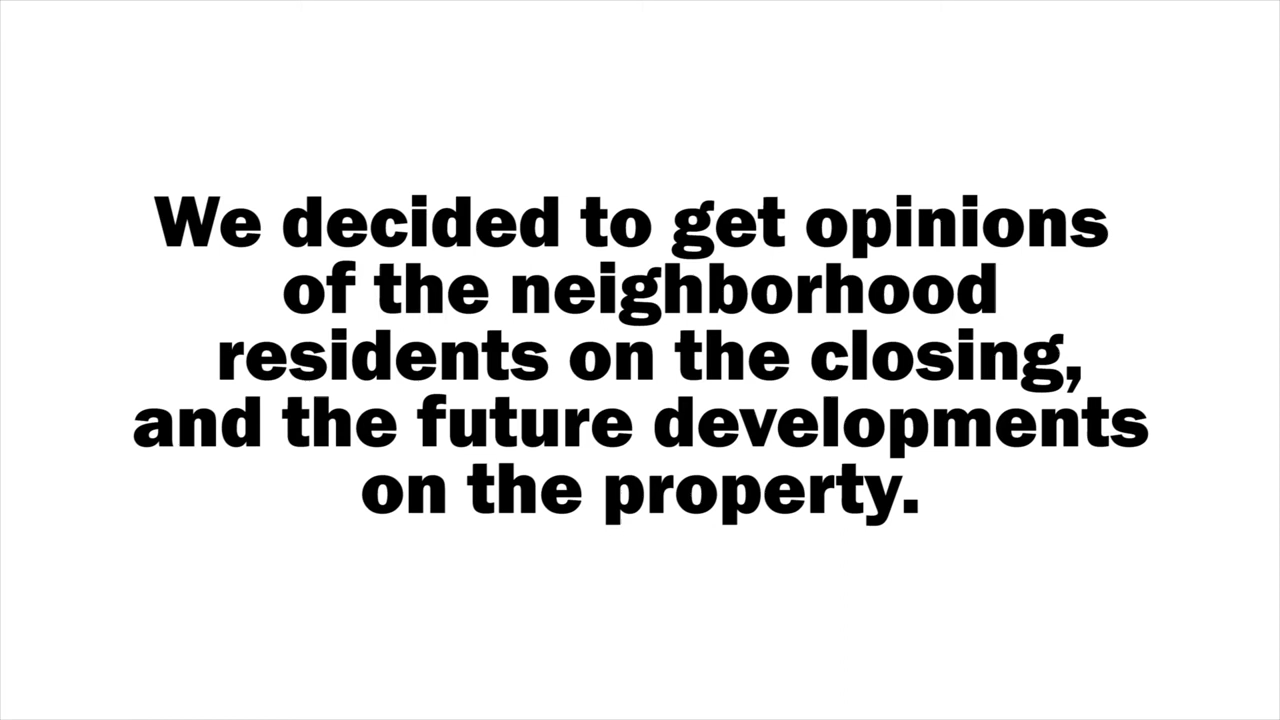 We decided to get opinions
of the neighborhood
residents on the closing,
and the future developments
on the property.